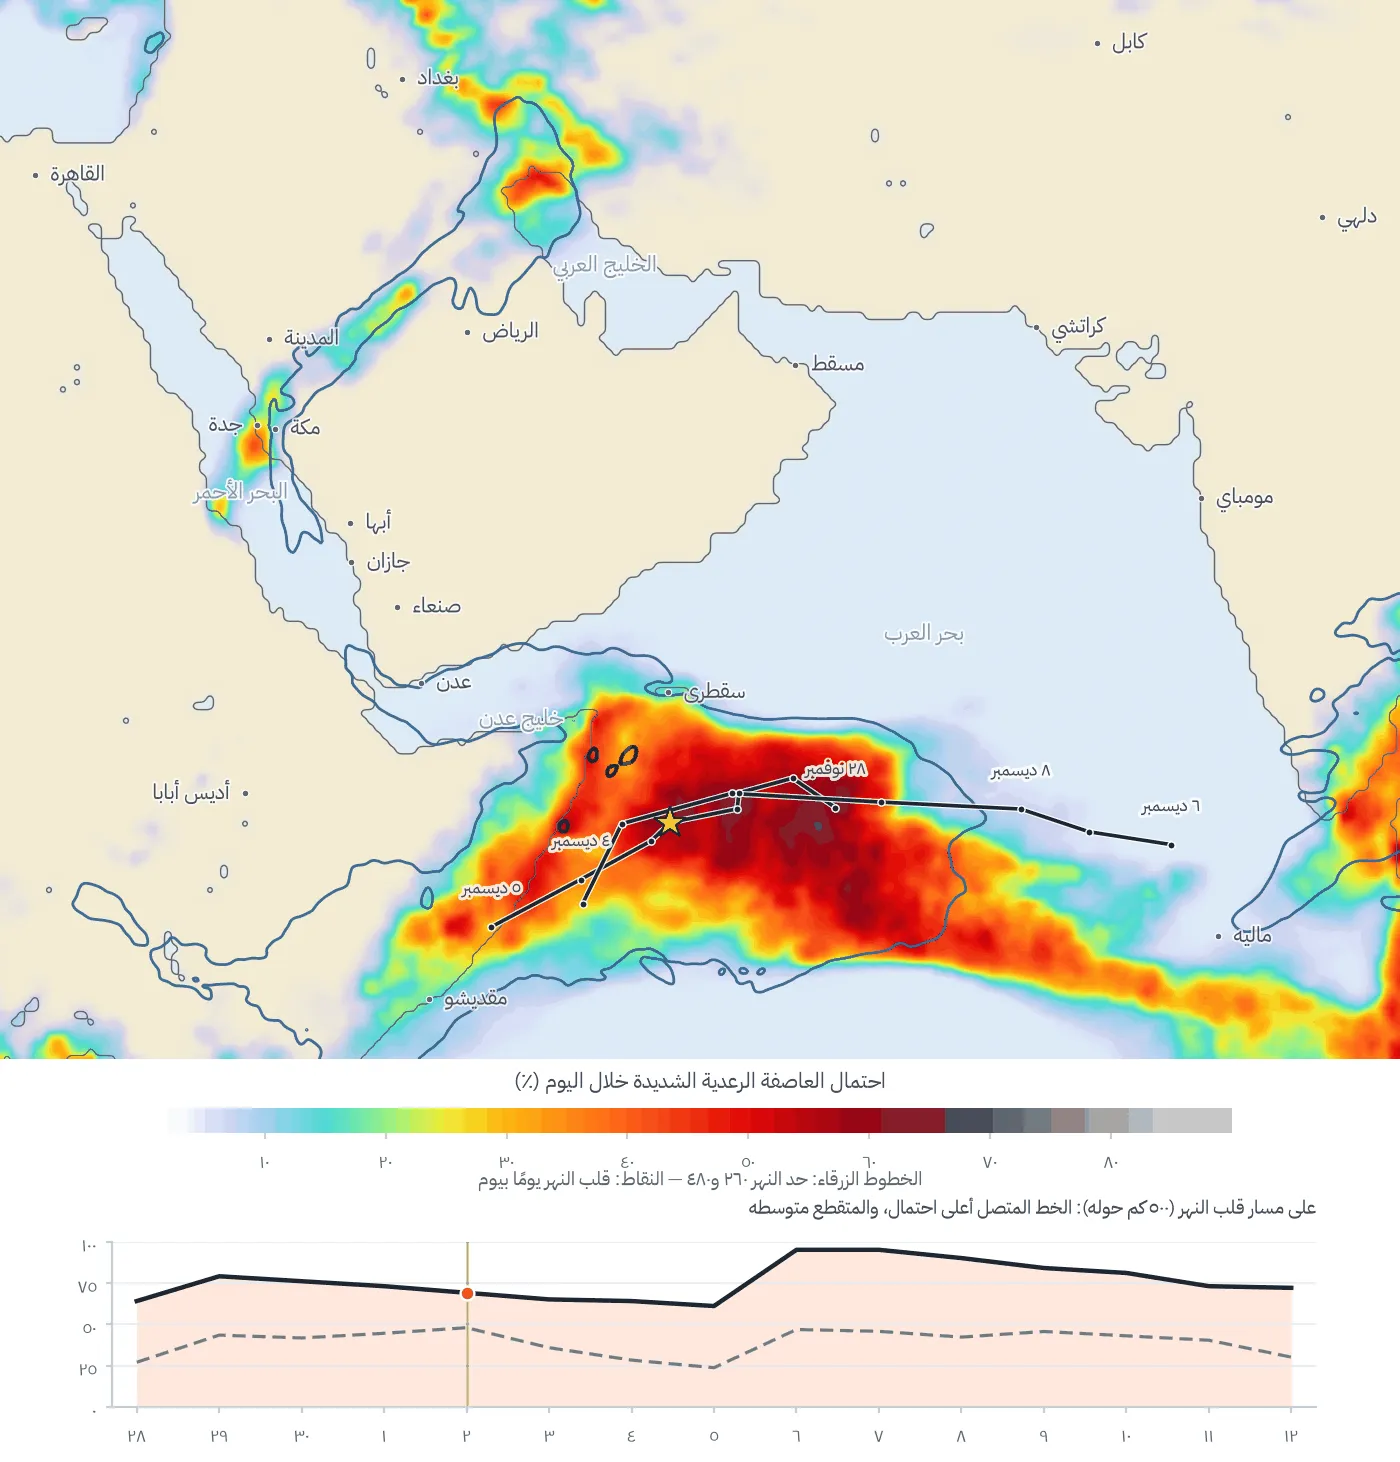 كابل
بغداد
القاهرة
دلهي
الخليج العربي
كراتشي
الرياض
المدينة
مسقط
جدة
مكة
البحر الأحمر
مومباي
أبها
جازان
صنعاء
بحر العرب
عدن
سقطرى
خليج عدن
٢٨ نوفمبر
٨ ديسمبر
أديس أبابا
٦ ديسمبر
٤ ديسمبر
٥ ديسمبر
ماليه
مقديشو
احتمال العاصفة الرعدية الشديدة خلال اليوم (٪)
١٠ ٢٠ ٣٠ ٤٠ ٥٠ ٦٠ ٧٠ ٨٠
الخطوط الزرقاء: حد النهر ٢٦٠ و٤٨٠ — النقاط: قلب النهر يومًا بيوم
على مسار قلب النهر (٥٠٠ كم حوله): الخط المتصل أعلى احتمال، والمتقطع متوسطه
١٠٠
٧٥
٥٠
٢٥
٠
٢٨ ٢٩ ٣٠ ١ ٢ ٣ ٤ ٥ ٦ ٧ ٨ ٩ ١٠ ١١ ١٢